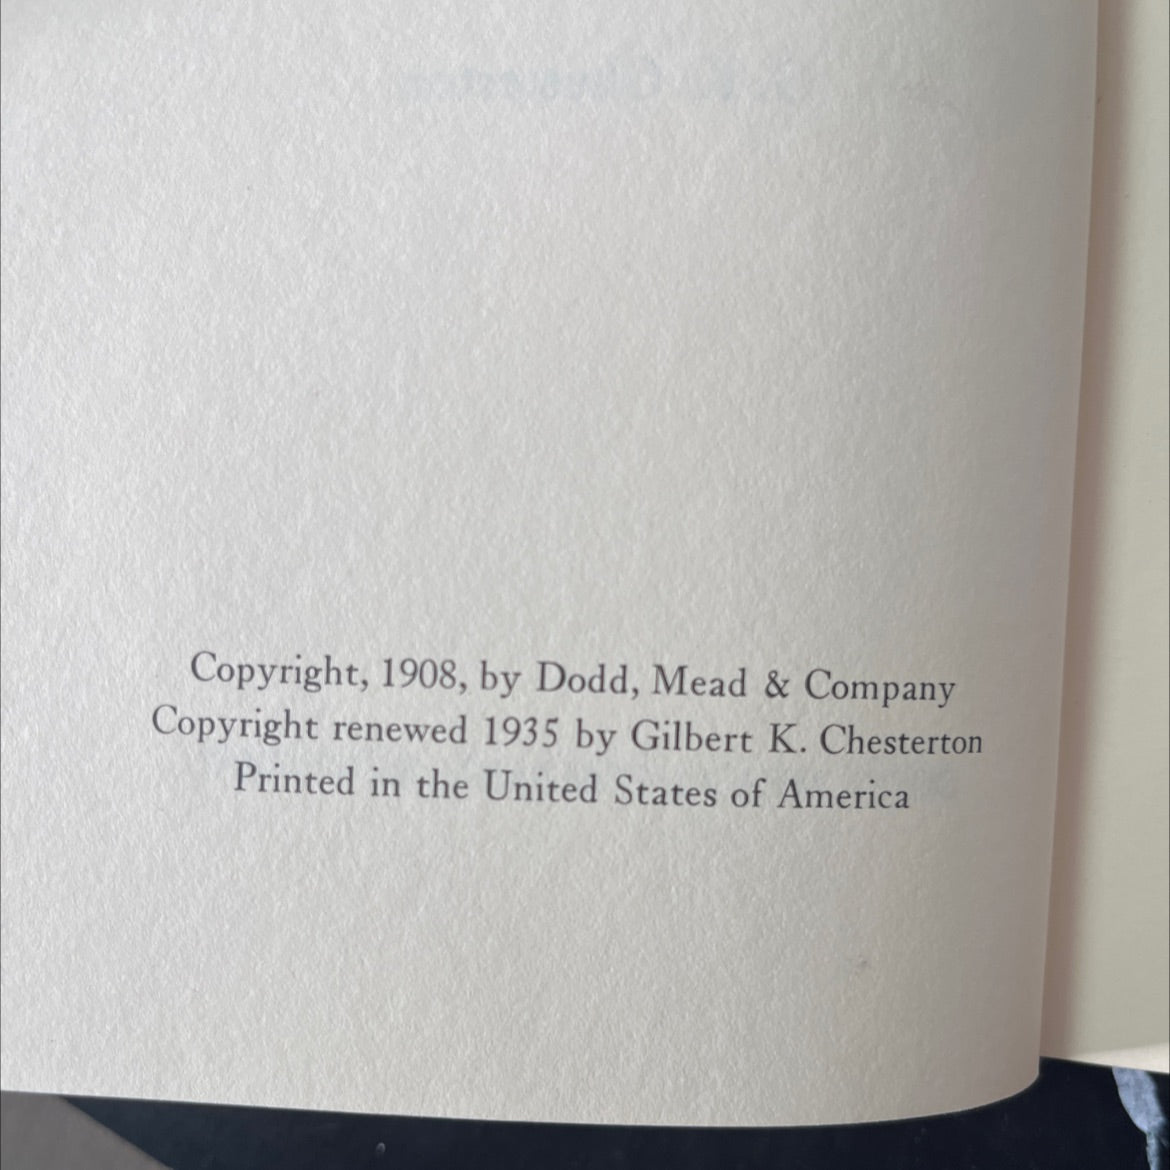 Copyright, 1908, by Dodd, Mead & Company
Copyright renewed 1935 by Gilbert K. Chesterton
Printed in the United States of America